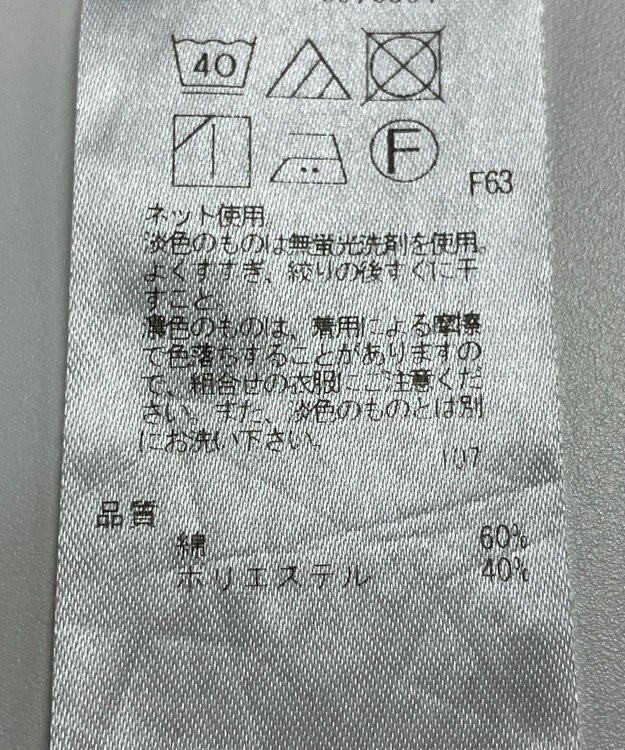 40
F
F63
ネット使用。
淡色のものは無蛍光洗剤を使用。
よくすすぎ、絞りの後すぐに干
すこと。
濃色のものは、着用による摩擦
で色落ちすることがありますの
で、組合せの衣服にご注意くだ
さい。また、淡色のものとは別
にお洗い下さい。
107
品質
綿 60%
ポリエステル 40%